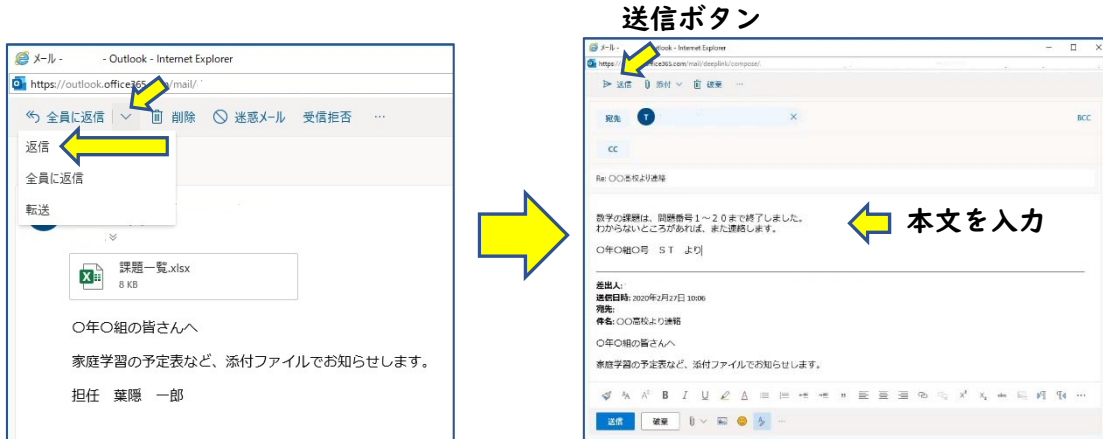 送信ボタン
メール - - Outlook - Internet Explorer
https://outlook.office365.com/mail/
全員に返信 削除 迷惑メール 受信拒否 …
返信
全員に返信
転送
課題一覧.xlsx
8 KB
〇年〇組の皆さんへ
家庭学習の予定表など、添付ファイルでお知らせします。
担任 葉隠 一郎
メール - Outlook - Internet Explorer
https://office365.com/mail/deeplink/compose/
送信 添付 破棄 …
宛先 T BCC
CC
Re: 〇〇高校より連絡
数学の課題は、問題番号1~20まで終了しました。
わからないところがあれば、また連絡します。
〇年〇組〇号 ST より
本文を入力
差出人:
送信日時: 2020年2月27日 10:06
宛先:
件名: 〇〇高校より連絡
〇年〇組の皆さんへ
家庭学習の予定表など、添付ファイルでお知らせします。
送信 破棄